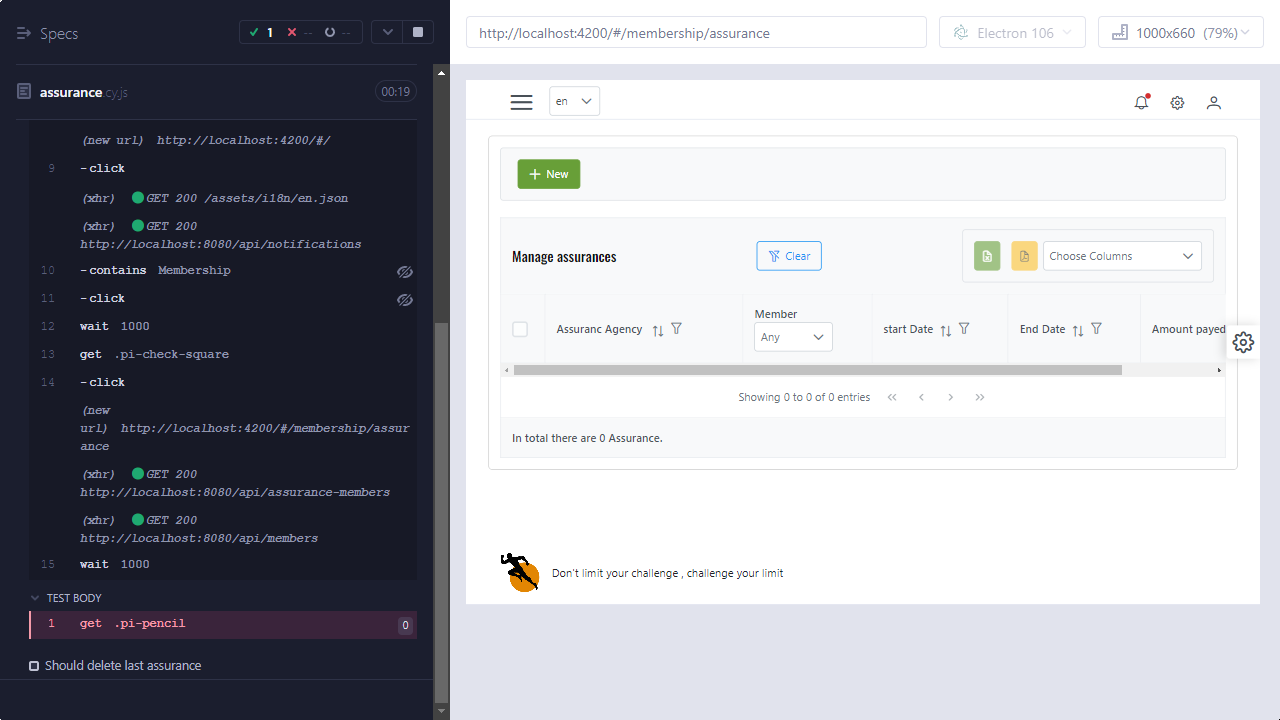 Specs
1
--
--
assurance.cy.js
00:19
(new url) http://localhost:4200/#/
9 -click
(xhr) GET 200 /assets/i18n/en.json
(xhr) GET 200
http://localhost:8080/api/notifications
10 -contains Membership
11 -click
12 wait 1000
13 get .pi-check-square
14 -click
(new
url) http://localhost:4200/#/membership/assur
ance
(xhr) GET 200
http://localhost:8080/api/assurance-members
(xhr) GET 200
http://localhost:8080/api/members
15 wait 1000
TEST BODY
1 get .pi-pencil 0
Should delete last assurance
http://localhost:4200/#/membership/assurance
Electron 106
1000x660 (79%)
en
New
Manage assurances
Clear
Choose Columns
Assuranc Agency
Member
Any
start Date
End Date
Amount payed
Showing 0 to 0 of 0 entries
In total there are 0 Assurance.
Don't limit your challenge , challenge your limit